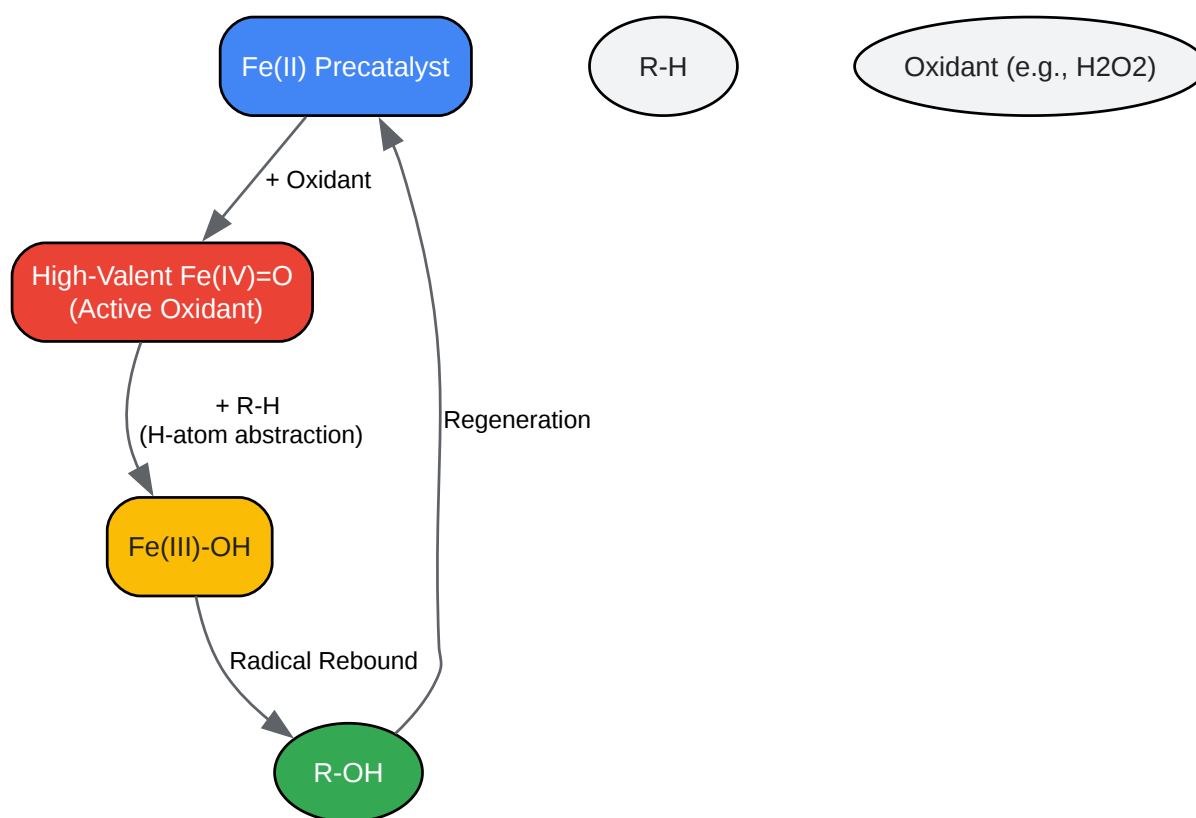 Fe(II) Precatalyst
R-H
Oxidant (e.g., H2O2)
+ Oxidant
High-Valent Fe(IV)=O
(Active Oxidant)
+ R-H
(H-atom abstraction)
Regeneration
Fe(III)-OH
Radical Rebound
R-OH